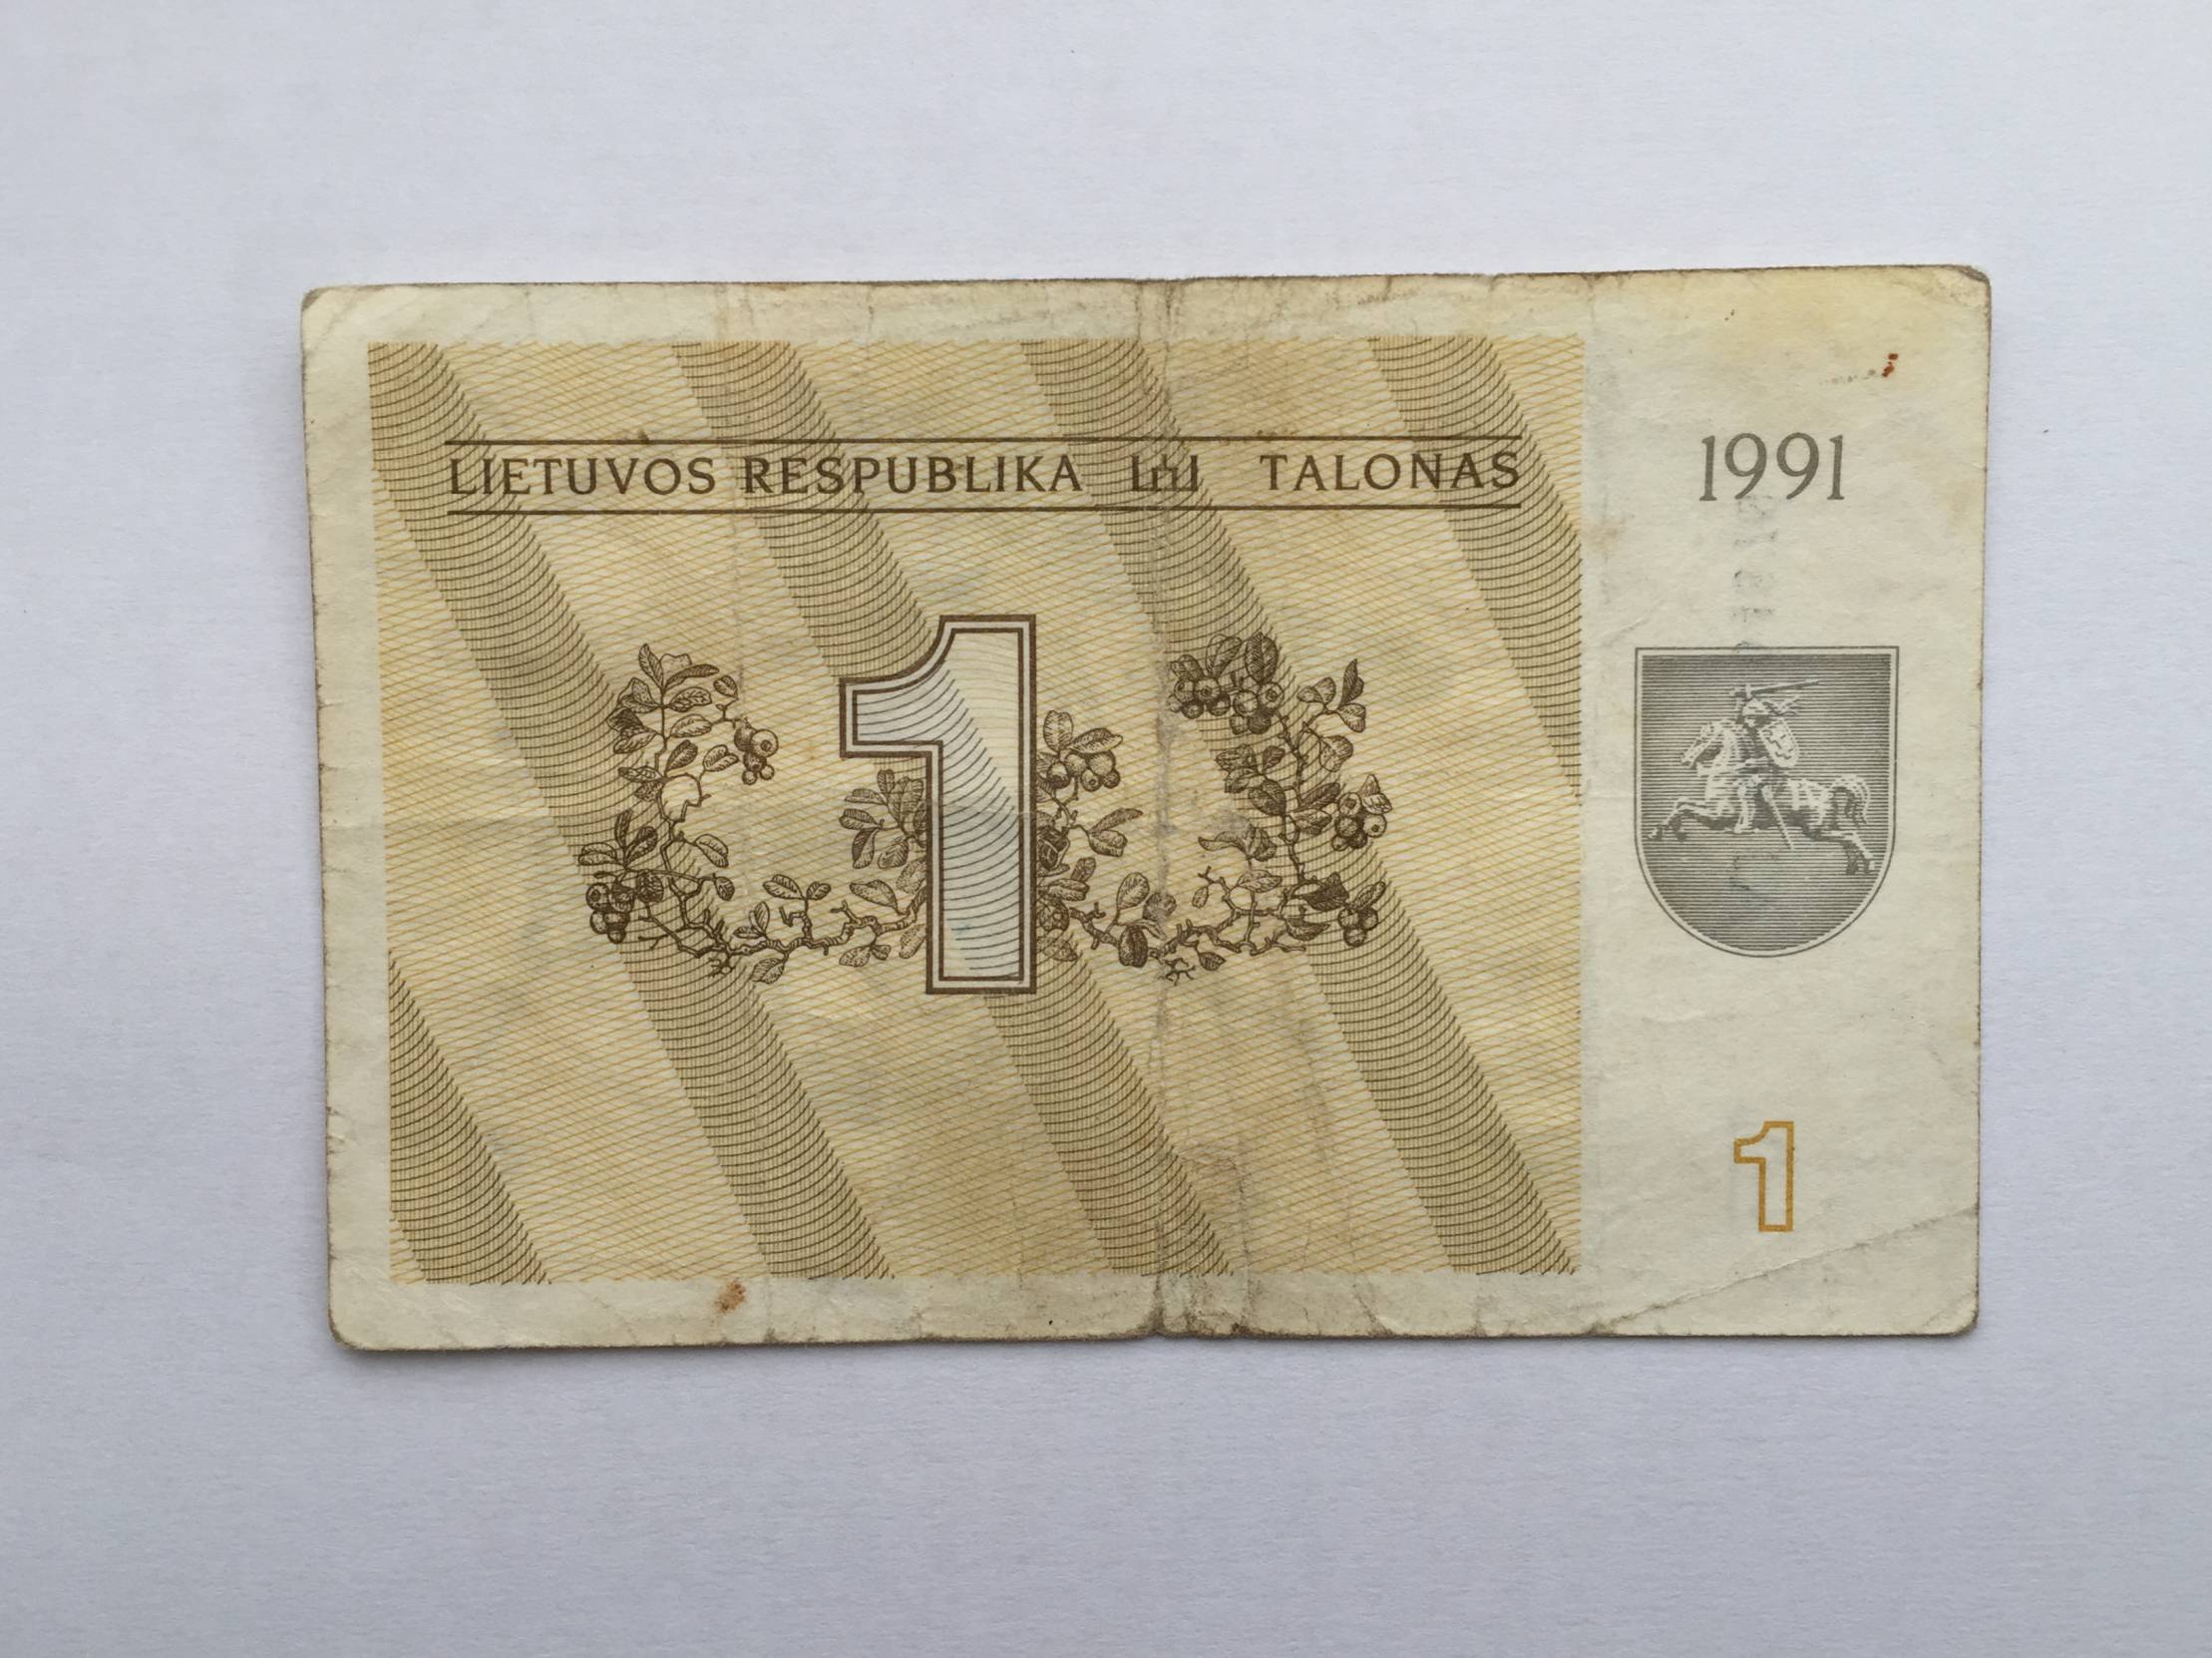 LIETUVOS RESPUBLIKA TALONAS
1991
1
1